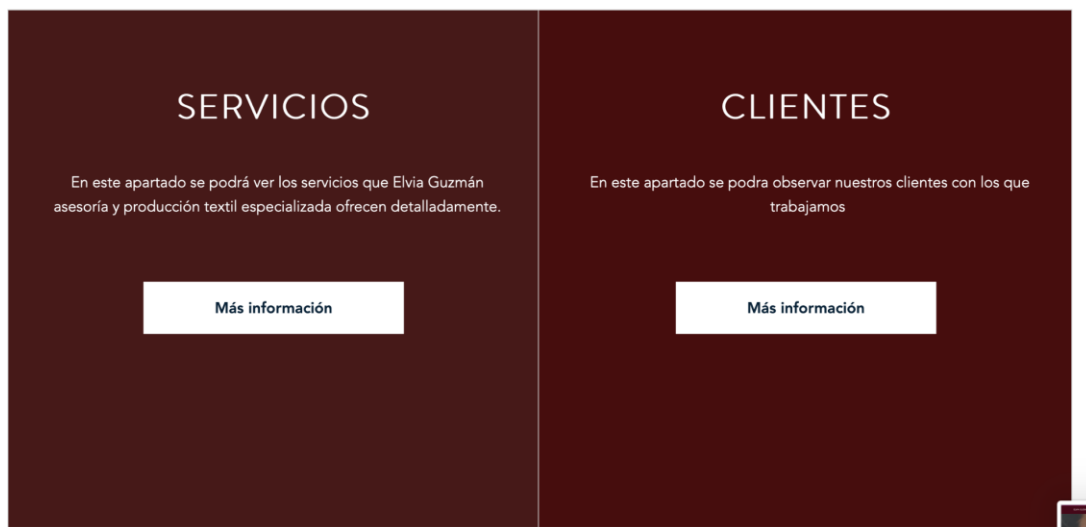 SERVICIOS
En este apartado se podrá ver los servicios que Elvia Guzmán
asesoría y producción textil especializada ofrecen detalladamente.
Más información
CLIENTES
En este apartado se podra observar nuestros clientes con los que
trabajamos
Más información